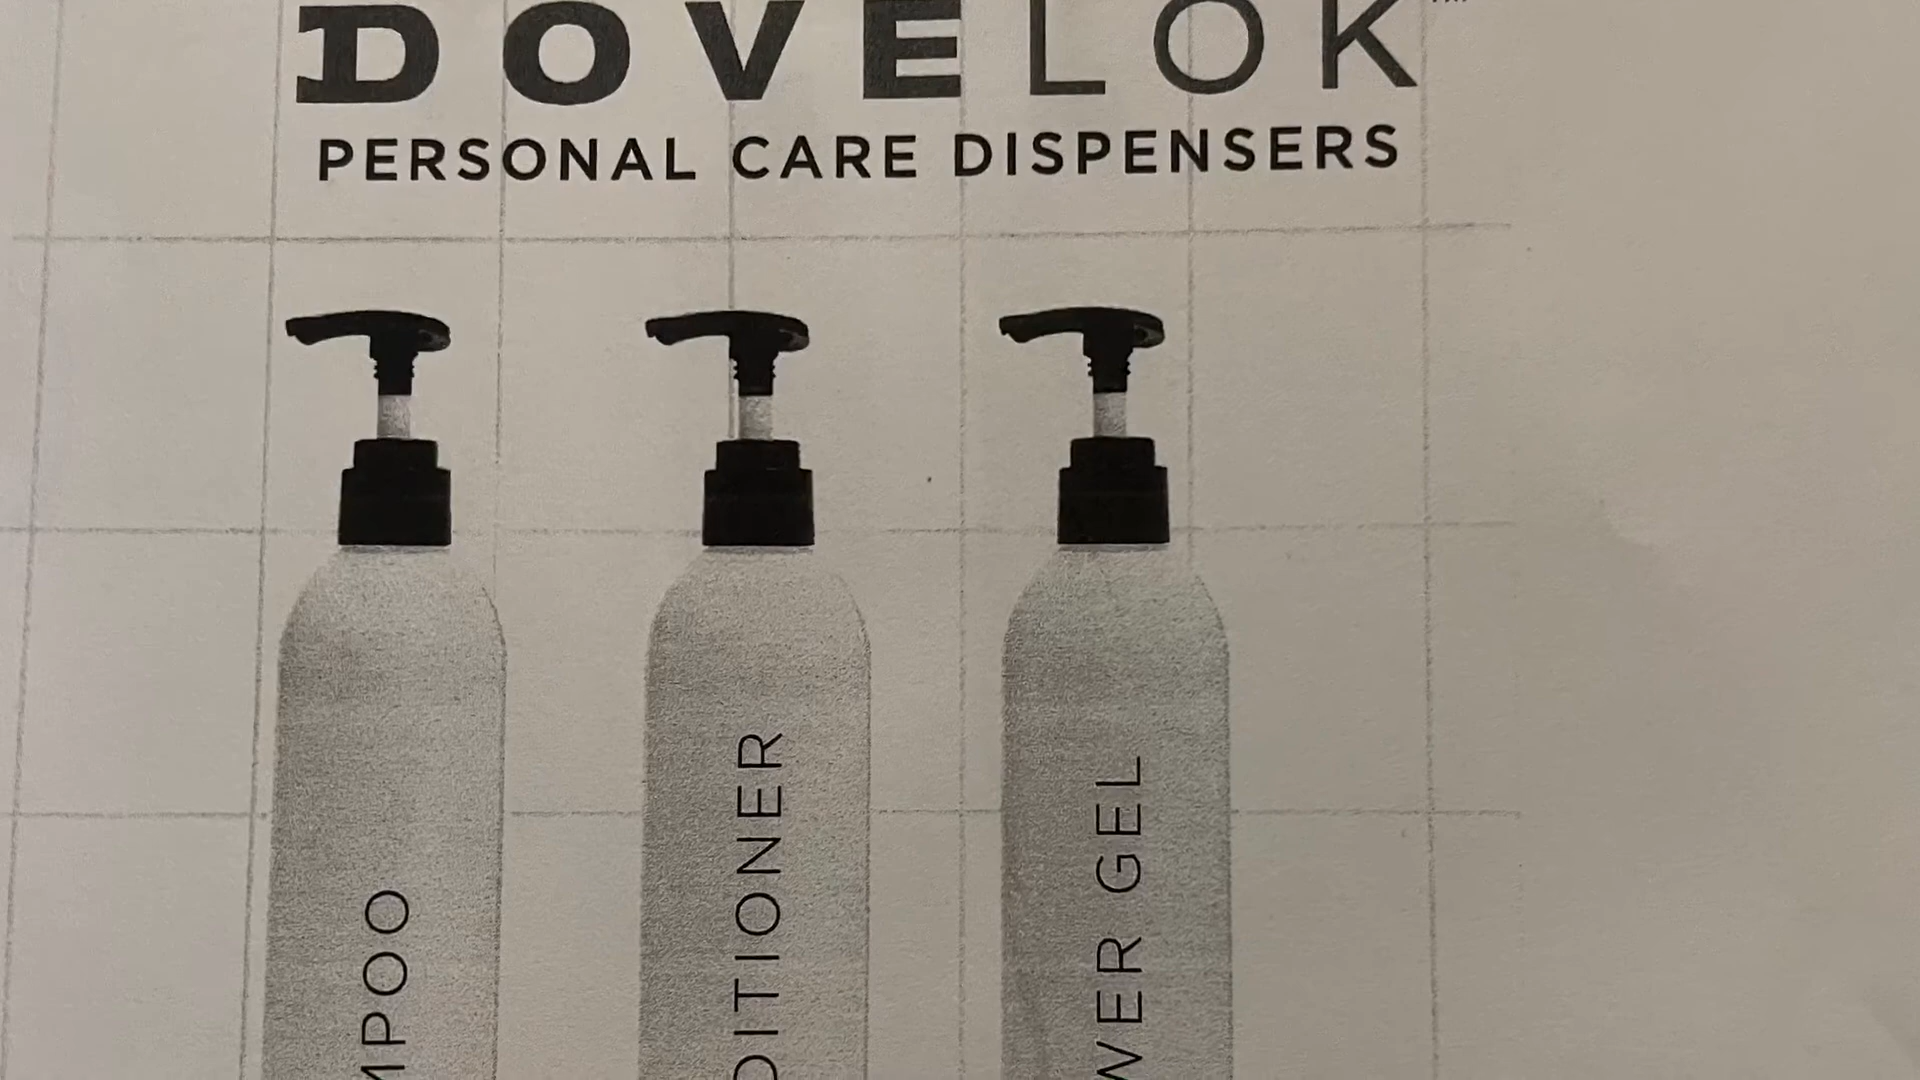 DOVELOK
PERSONAL CARE DISPENSERS
MPOO
DITIONER
WER GEL